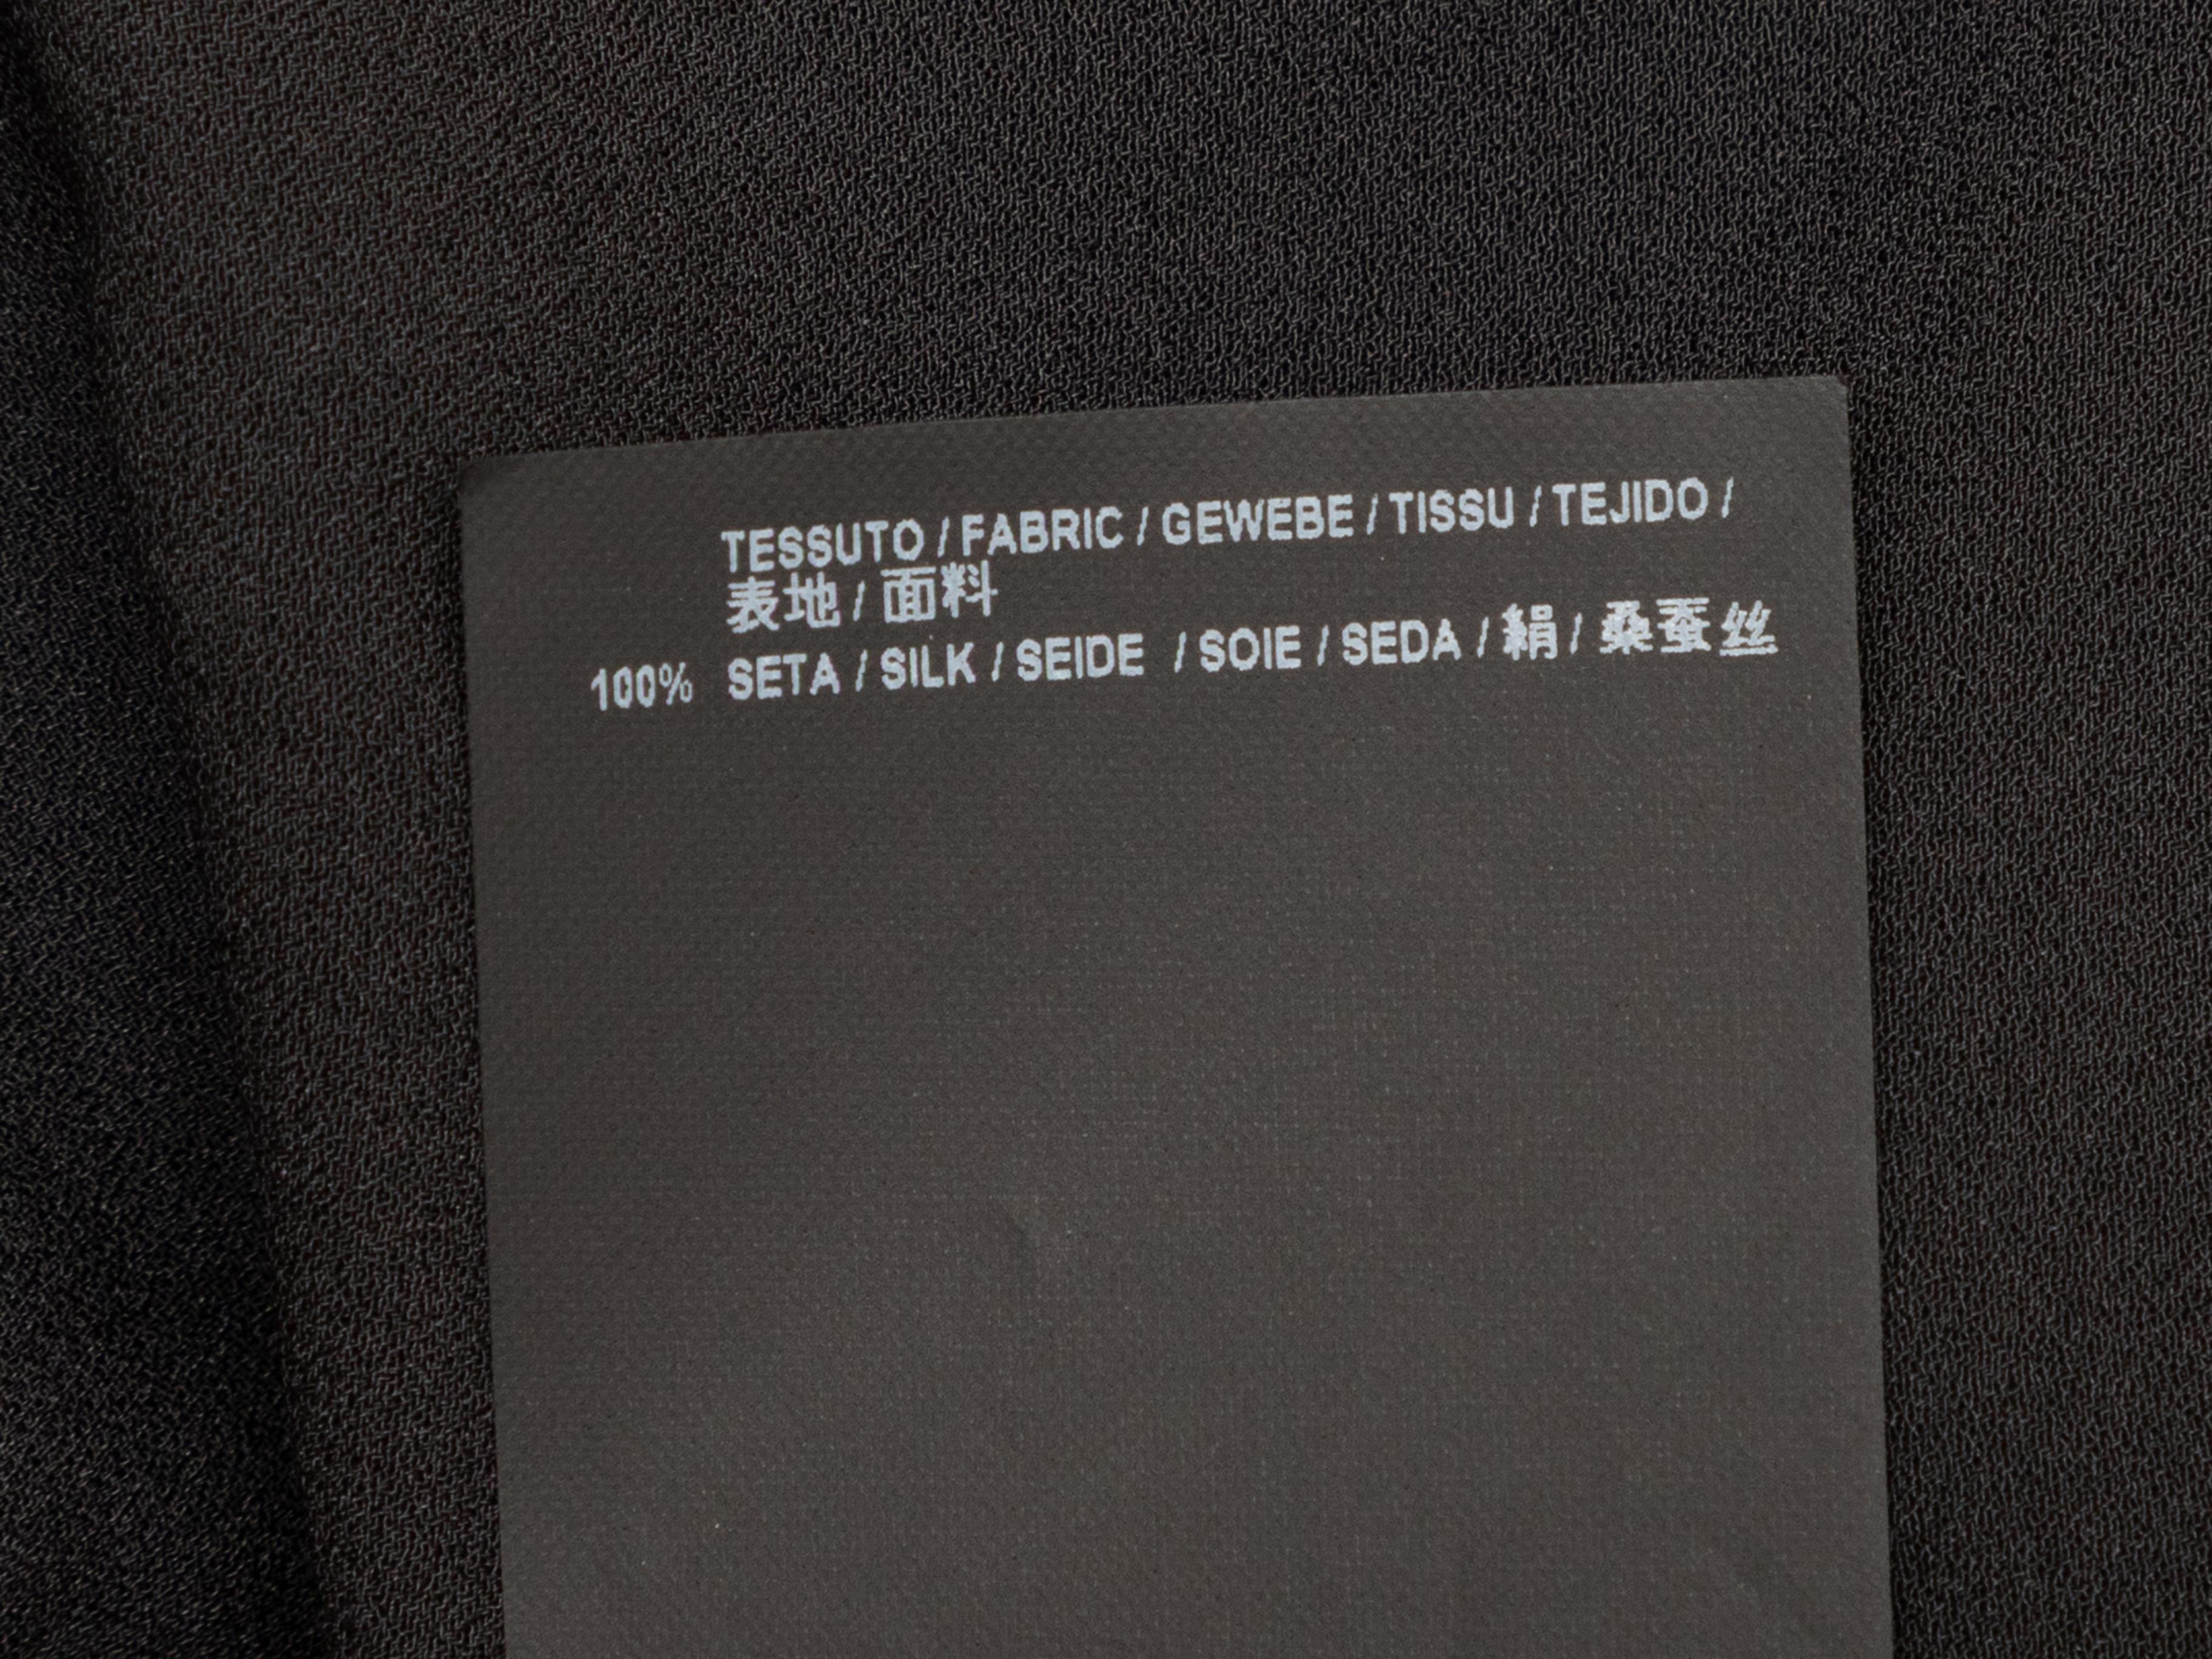 TESSUTO / FABRIC / GEWEBE / TISSU / TEJIDO /
表地 / 面料
100% SETA / SILK / SEIDE / SOIE / SEDA / 絹 / 桑蚕丝